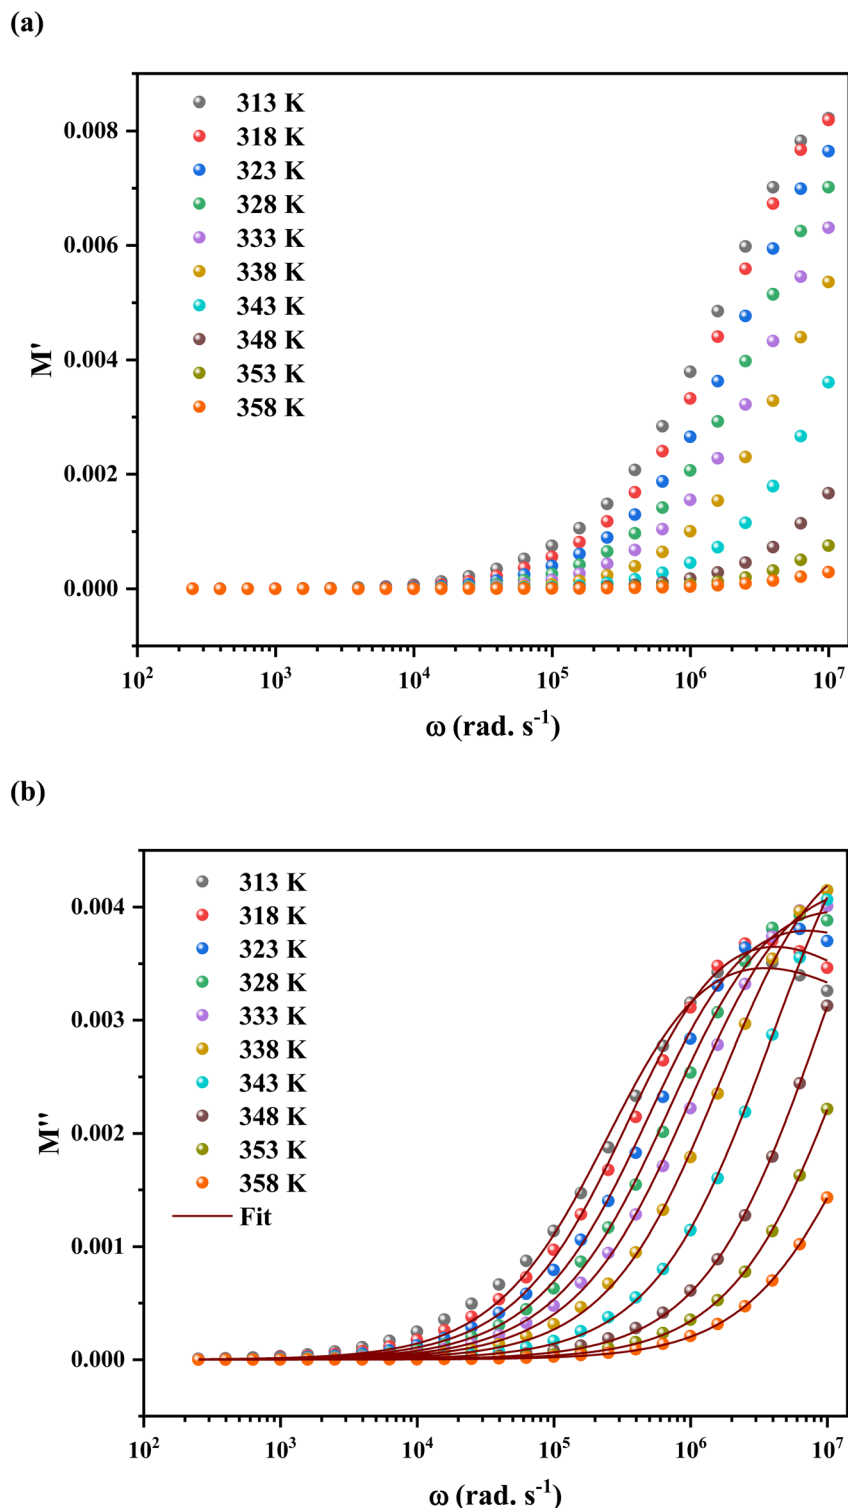 (a)
313 K
318 K
323 K
328 K
333 K
338 K
343 K
348 K
353 K
358 K
0.008
0.006
0.004
0.002
0.000
M'
10² 10³ 10⁴ 10⁵ 10⁶ 10⁷
ω (rad. s⁻¹)
(b)
313 K
318 K
323 K
328 K
333 K
338 K
343 K
348 K
353 K
358 K
Fit
0.004
0.003
0.002
0.001
0.000
M''
10² 10³ 10⁴ 10⁵ 10⁶ 10⁷
ω (rad. s⁻¹)